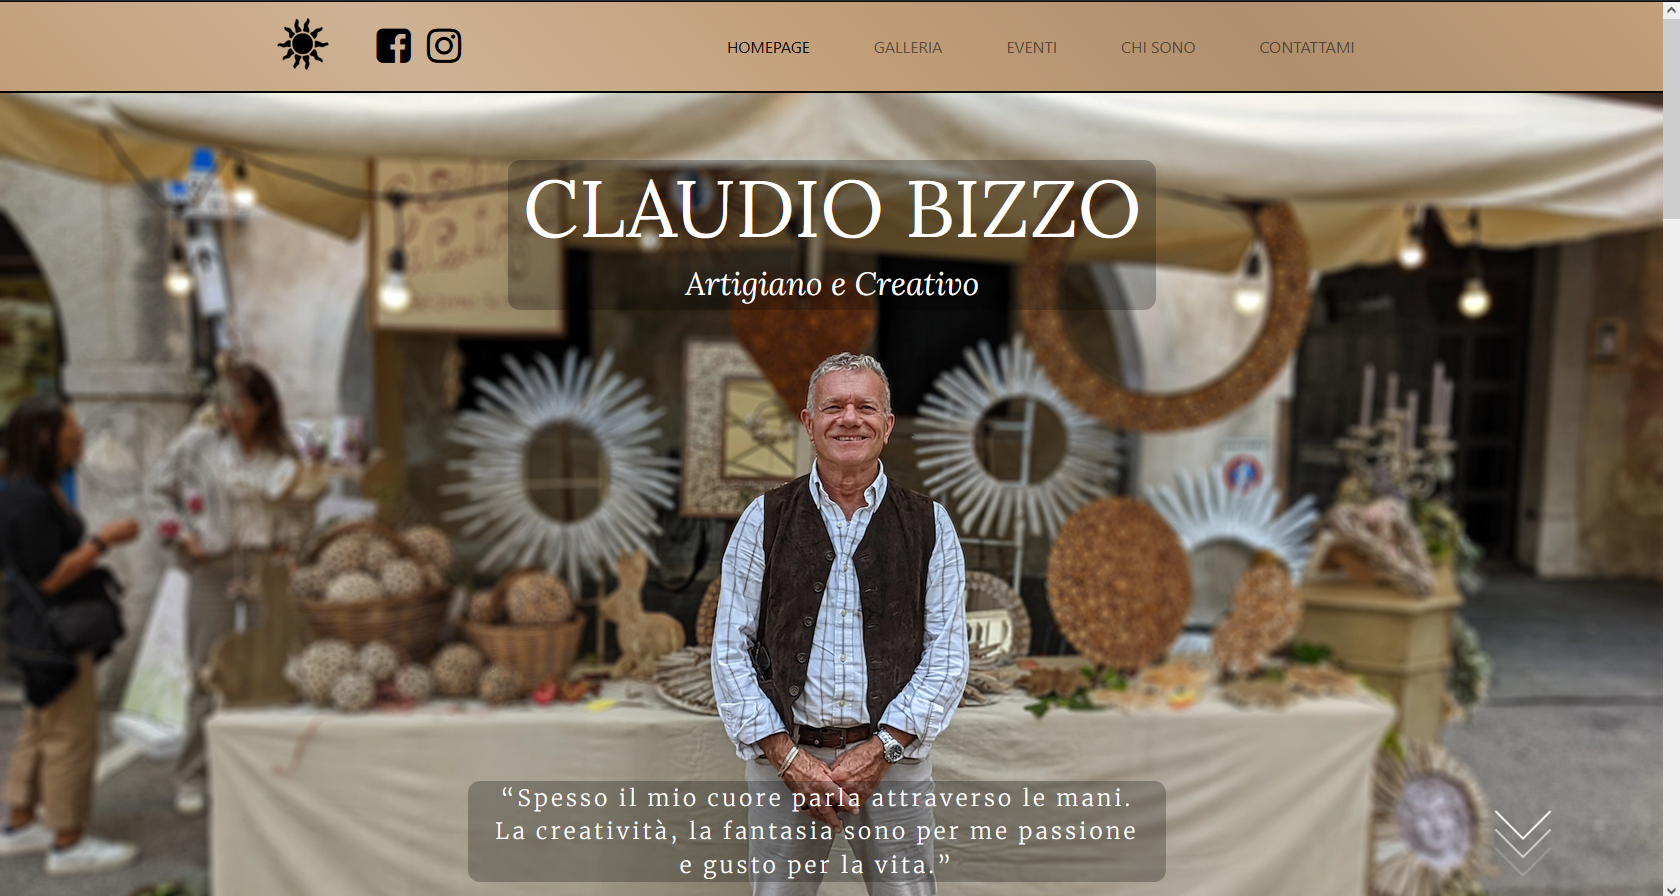 HOMEPAGE GALLERIA EVENTI CHI SONO CONTATTAMI
CLAUDIO BIZZO
Artigiano e Creativo
“Spesso il mio cuore parla attraverso le mani.
La creatività, la fantasia sono per me passione
e gusto per la vita.”